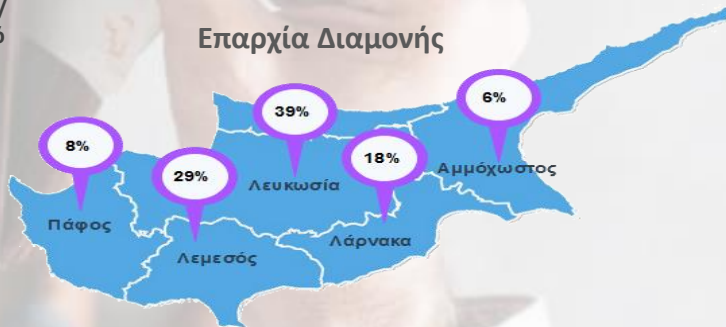 Επαρχία Διαμονής
39%
6%
8%
29%
18%
Λευκωσία
Αμμόχωστος
Πάφος
Λεμεσός
Λάρνακα